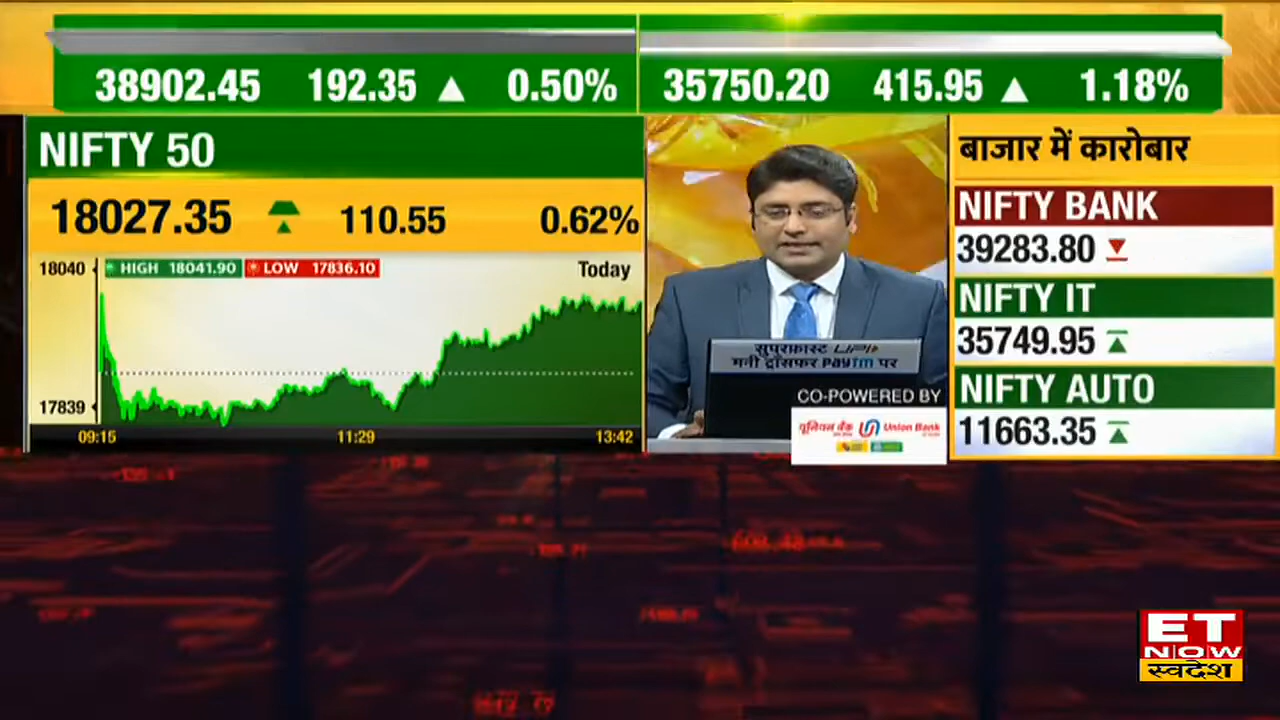 38902.45 192.35 ▲ 0.50%
35750.20 415.95 ▲ 1.18%
NIFTY 50
18027.35 110.55 0.62%
18040 HIGH 18041.90 LOW 17836.10 Today
17839
09:15 11:29 13:42
सुपरफ़ास्ट UPI
मनी ट्रांसफर Paytm पर
CO-POWERED BY
यूनियन बैंक Union Bank
बाजार में कारोबार
NIFTY BANK
39283.80
NIFTY IT
35749.95
NIFTY AUTO
11663.35
ET
NOW
स्वदेश